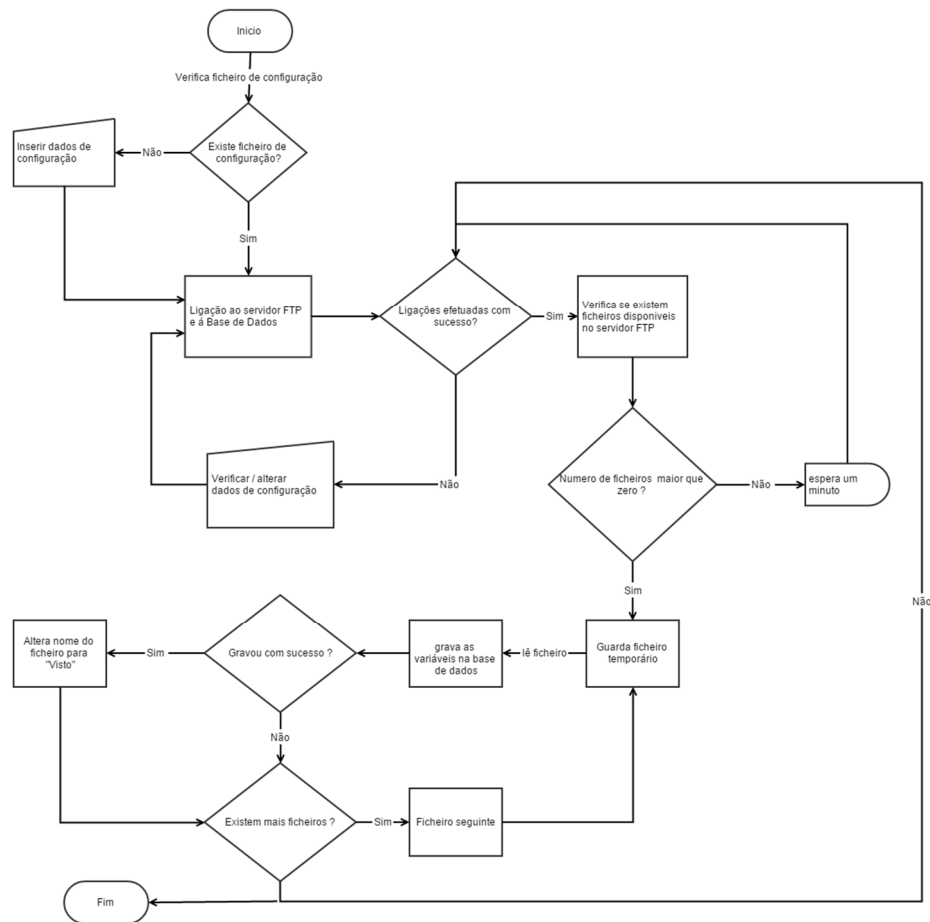 Inicio
Verifica ficheiro de configuração
Existe ficheiro de
configuração?
Não
Inserir dados de
configuração
Sim
Ligação ao servidor FTP
e á Base de Dados
Ligações efetuadas com
sucesso?
Sim
Verifica se existem
ficheiros disponiveis
no servidor FTP
Não
Verificar / alterar
dados de configuração
Numero de ficheiros maior que
zero ?
Não
espera um
minuto
Sim
Não
Guarda ficheiro
temporário
lê ficheiro
grava as
variáveis na base
de dados
Gravou com sucesso ?
Sim
Altera nome do
ficheiro para
"Visto"
Não
Existem mais ficheiros ?
Sim
Ficheiro seguinte
Fim